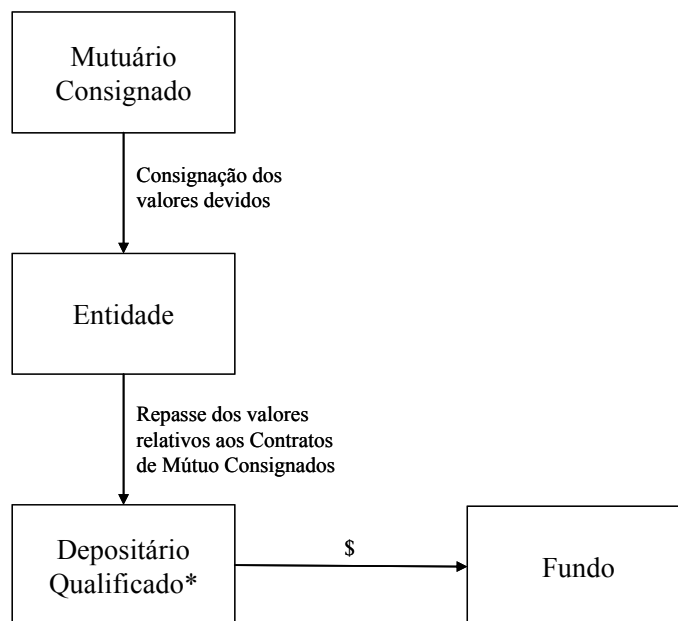 Mutuário
Consignado
Consignação dos
valores devidos
Entidade
Repasse dos valores
relativos aos Contratos
de Mútuo Consignados
Depositário
Qualificado*
$
Fundo